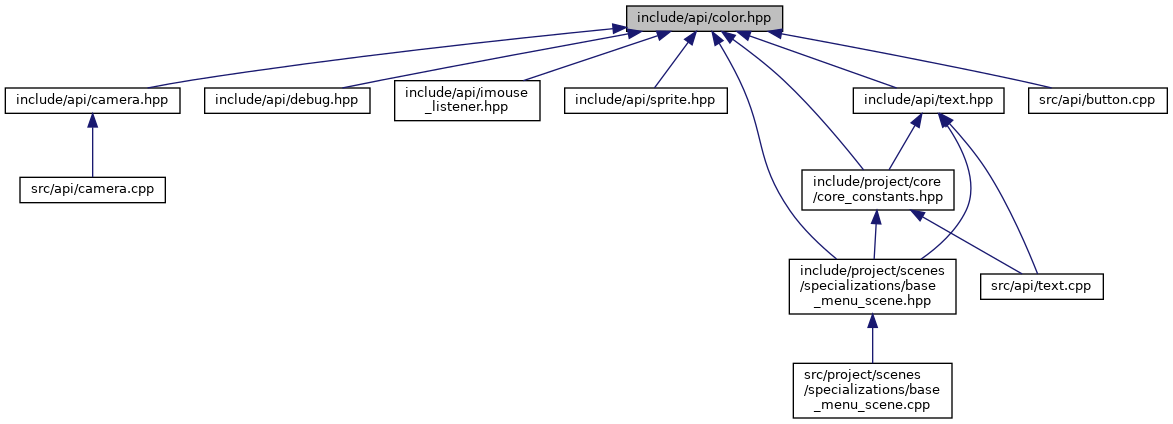 include/api/color.hpp
include/api/camera.hpp
include/api/debug.hpp
include/api/imouse
_listener.hpp
include/api/sprite.hpp
include/api/text.hpp
src/api/button.cpp
src/api/camera.cpp
include/project/core
/core_constants.hpp
include/project/scenes
/specializations/base
_menu_scene.hpp
src/api/text.cpp
src/project/scenes
/specializations/base
_menu_scene.cpp